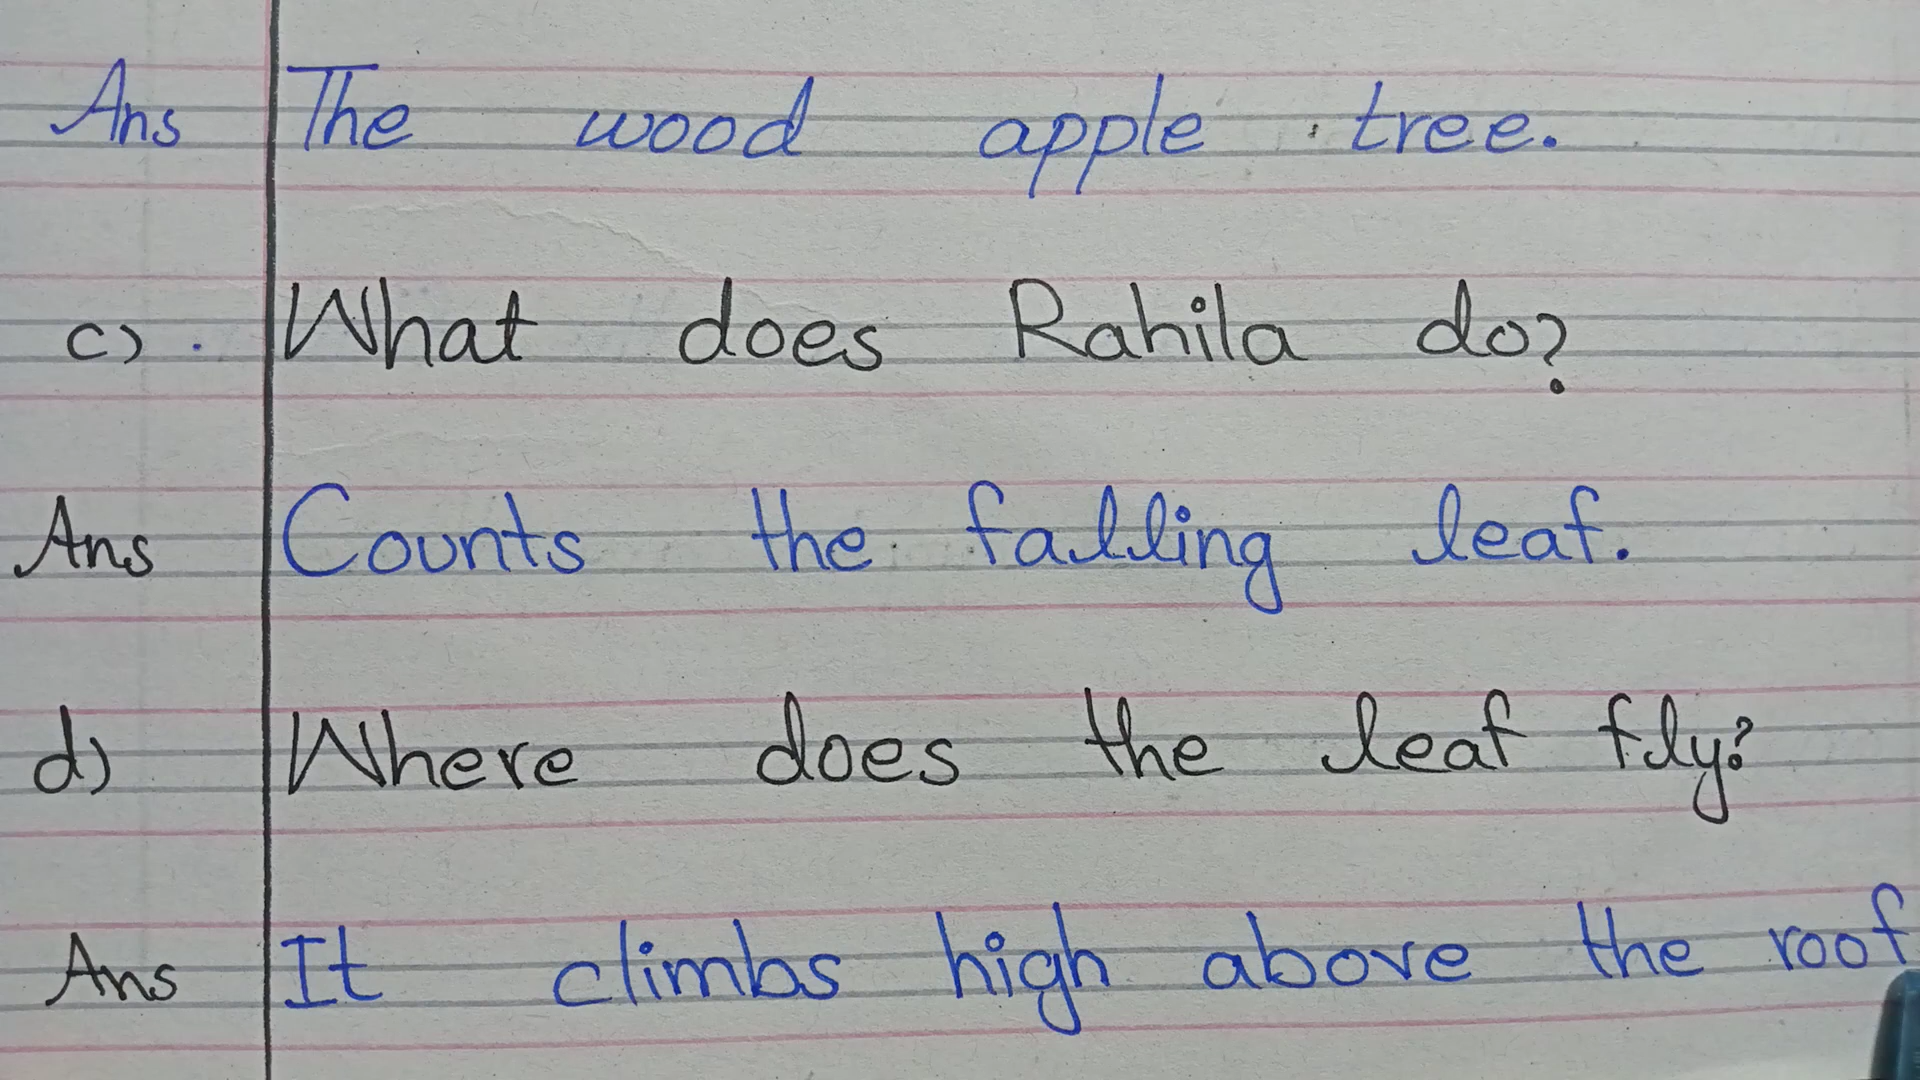 Ans The wood apple tree.
c) What does Rahila do?
Ans Counts the falling leaf.
d) Where does the leaf fly?
Ans It climbs high above the roof